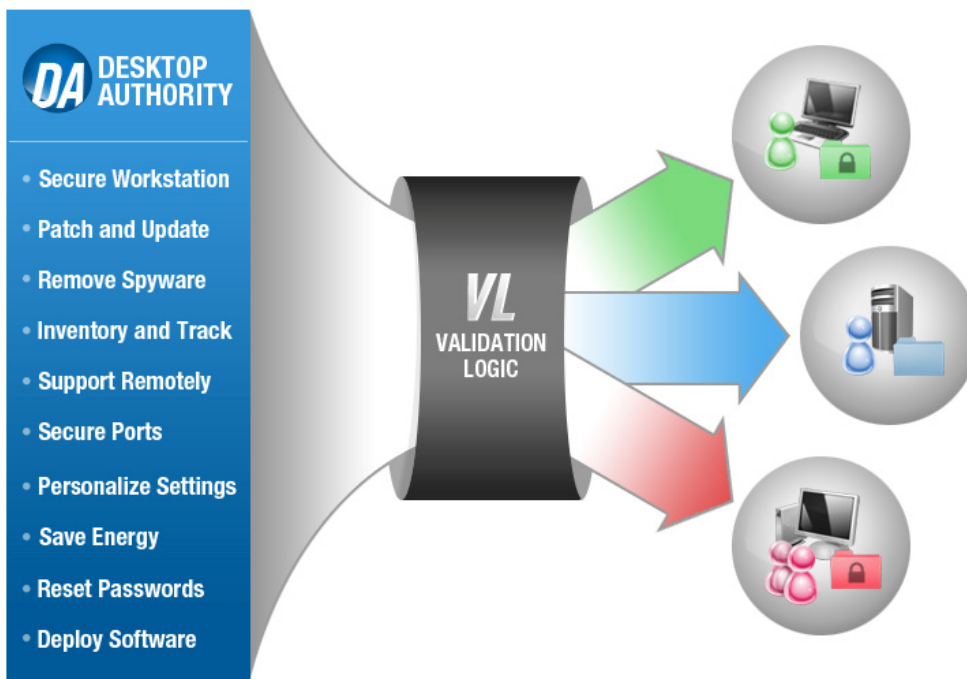 DA DESKTOP
AUTHORITY
• Secure Workstation
• Patch and Update
• Remove Spyware
• Inventory and Track
• Support Remotely
• Secure Ports
• Personalize Settings
• Save Energy
• Reset Passwords
• Deploy Software
VL
VALIDATION
LOGIC